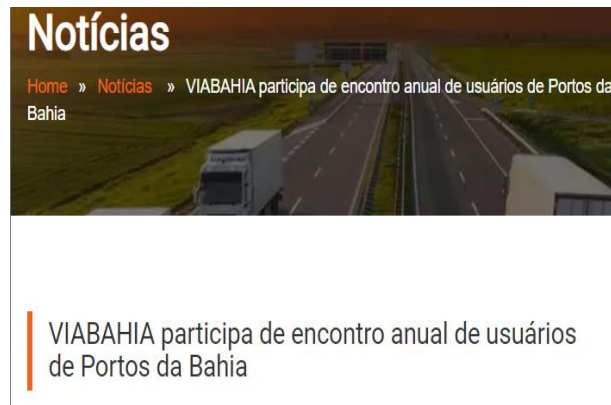 Notícias
Home » Notícias » VIABAHIA participa de encontro anual de usuários de Portos da
Bahia
VIABAHIA participa de encontro anual de usuários
de Portos da Bahia